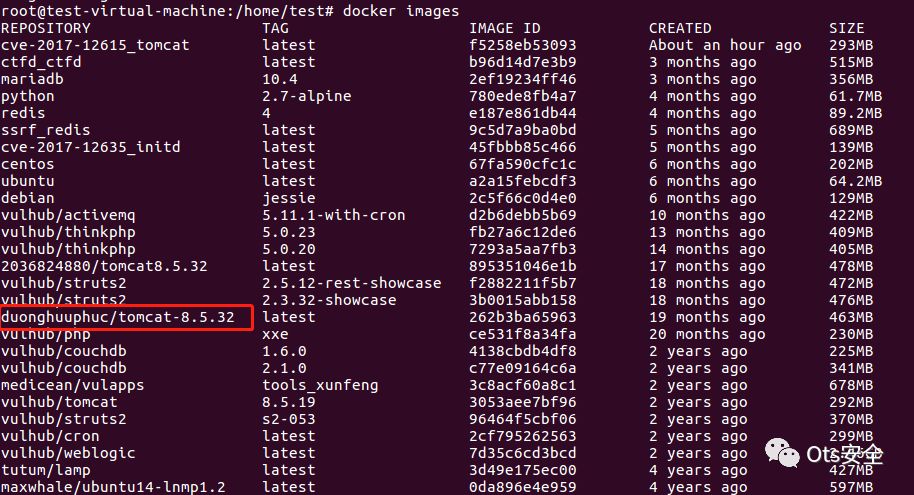 root@test-virtual-machine:/home/test# docker images
REPOSITORY TAG IMAGE ID CREATED SIZE
cve-2017-12615_tomcat latest f5258eb53093 About an hour ago 293MB
ctfd_ctfd latest b96d14d7e3b9 3 months ago 515MB
mariadb 10.4 2ef19234ff46 3 months ago 356MB
python 2.7-alpine 780ede8fb4a7 4 months ago 61.7MB
redis 4 e187e861db44 4 months ago 89.2MB
ssrf_redis latest 9c5d7a9ba0bd 5 months ago 689MB
cve-2017-12635_initd latest 45fbbb85c466 5 months ago 139MB
centos latest 67fa590cfc1c 6 months ago 202MB
ubuntu latest a2a15febcdf3 6 months ago 64.2MB
debian jessie 2c5f66c0d4e0 6 months ago 129MB
vulhub/activemq 5.11.1-with-cron d2b6debb5b69 10 months ago 422MB
vulhub/thinkphp 5.0.23 fb27a6c12de6 13 months ago 409MB
vulhub/thinkphp 5.0.20 7293a5aa7fb3 14 months ago 405MB
2036824880/tomcat8.5.32 latest 895351046e1b 17 months ago 478MB
vulhub/struts2 2.5.12-rest-showcase f2882211f5b7 18 months ago 472MB
vulhub/struts2 2.3.32-showcase 3b0015abb158 18 months ago 476MB
duonghuuphuc/tomcat-8.5.32 latest 262b3ba65963 19 months ago 463MB
vulhub/php xxe ce531f8a34fa 20 months ago 230MB
vulhub/couchdb 1.6.0 4138cbdb4df8 2 years ago 225MB
vulhub/couchdb 2.1.0 c77e09164c6a 2 years ago 341MB
medicean/vulapps tools_xunfeng 3c8acf60a8c1 2 years ago 678MB
vulhub/tomcat 8.5.19 3053aee7bf96 2 years ago 292MB
vulhub/struts2 s2-053 96464f5cbf06 2 years ago 370MB
vulhub/cron latest 2cf795262563 2 years ago 299MB
vulhub/weblogic latest 7d35c6cd3bcd 2 years ago
tutum/lamp latest 3d49e175ec00 4 years ago 427MB
maxwhale/ubuntu14-lnmp1.2 latest 0da896e4e959 4 years ago 597MB
Ots安全